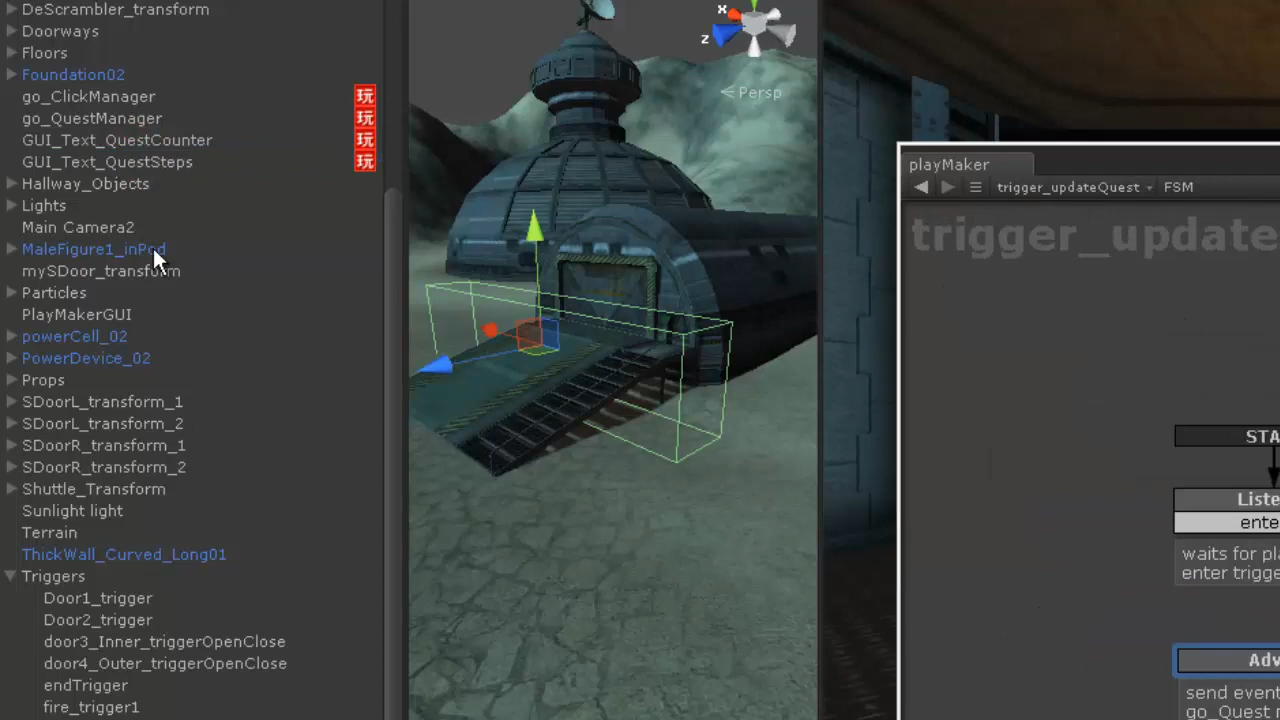 DeScrambler_transform
Doorways
Floors
Foundation02
go_ClickManager 玩
go_QuestManager 玩
GUI_Text_QuestCounter 玩
GUI_Text_QuestSteps 玩
Hallway_Objects
Lights
Main Camera2
MaleFigure1_inPod
mySDoor_transform
Particles
PlayMakerGUI
powerCell_02
PowerDevice_02
Props
SDoorL_transform_1
SDoorL_transform_2
SDoorR_transform_1
SDoorR_transform_2
Shuttle_Transform
Sunlight light
Terrain
ThickWall_Curved_Long01
Triggers
Door1_trigger
Door2_trigger
door3_Inner_triggerOpenClose
door4_Outer_triggerOpenClose
endTrigger
fire_trigger1
x
z
Persp
playMaker
trigger_updateQuest FSM
trigger_update
STA
Liste
ente
waits for pla
enter trigge
Adv
send event
go_Quest m